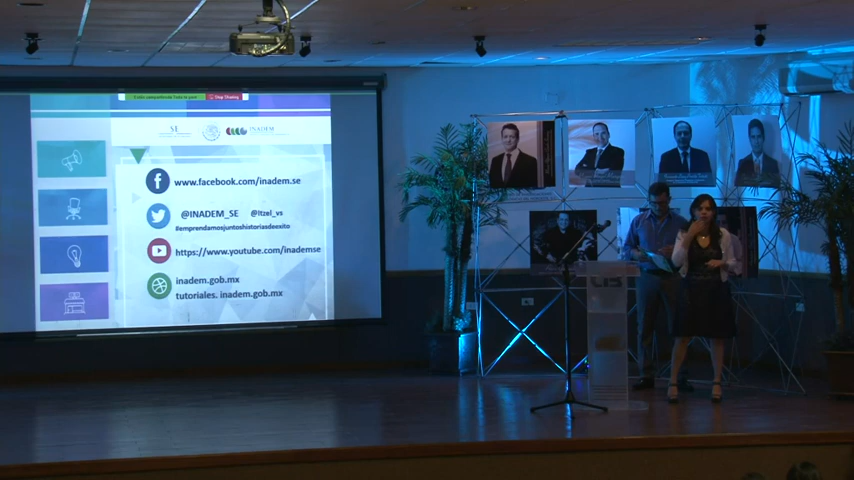 Stop Sharing
SE
INADEM
www.facebook.com/inadem.se
@INADEM_SE @Itzel_vs
#emprendamosjuntoshistoriasdeexito
https://www.youtube.com/inademse
inadem.gob.mx
tutoriales. inadem.gob.mx